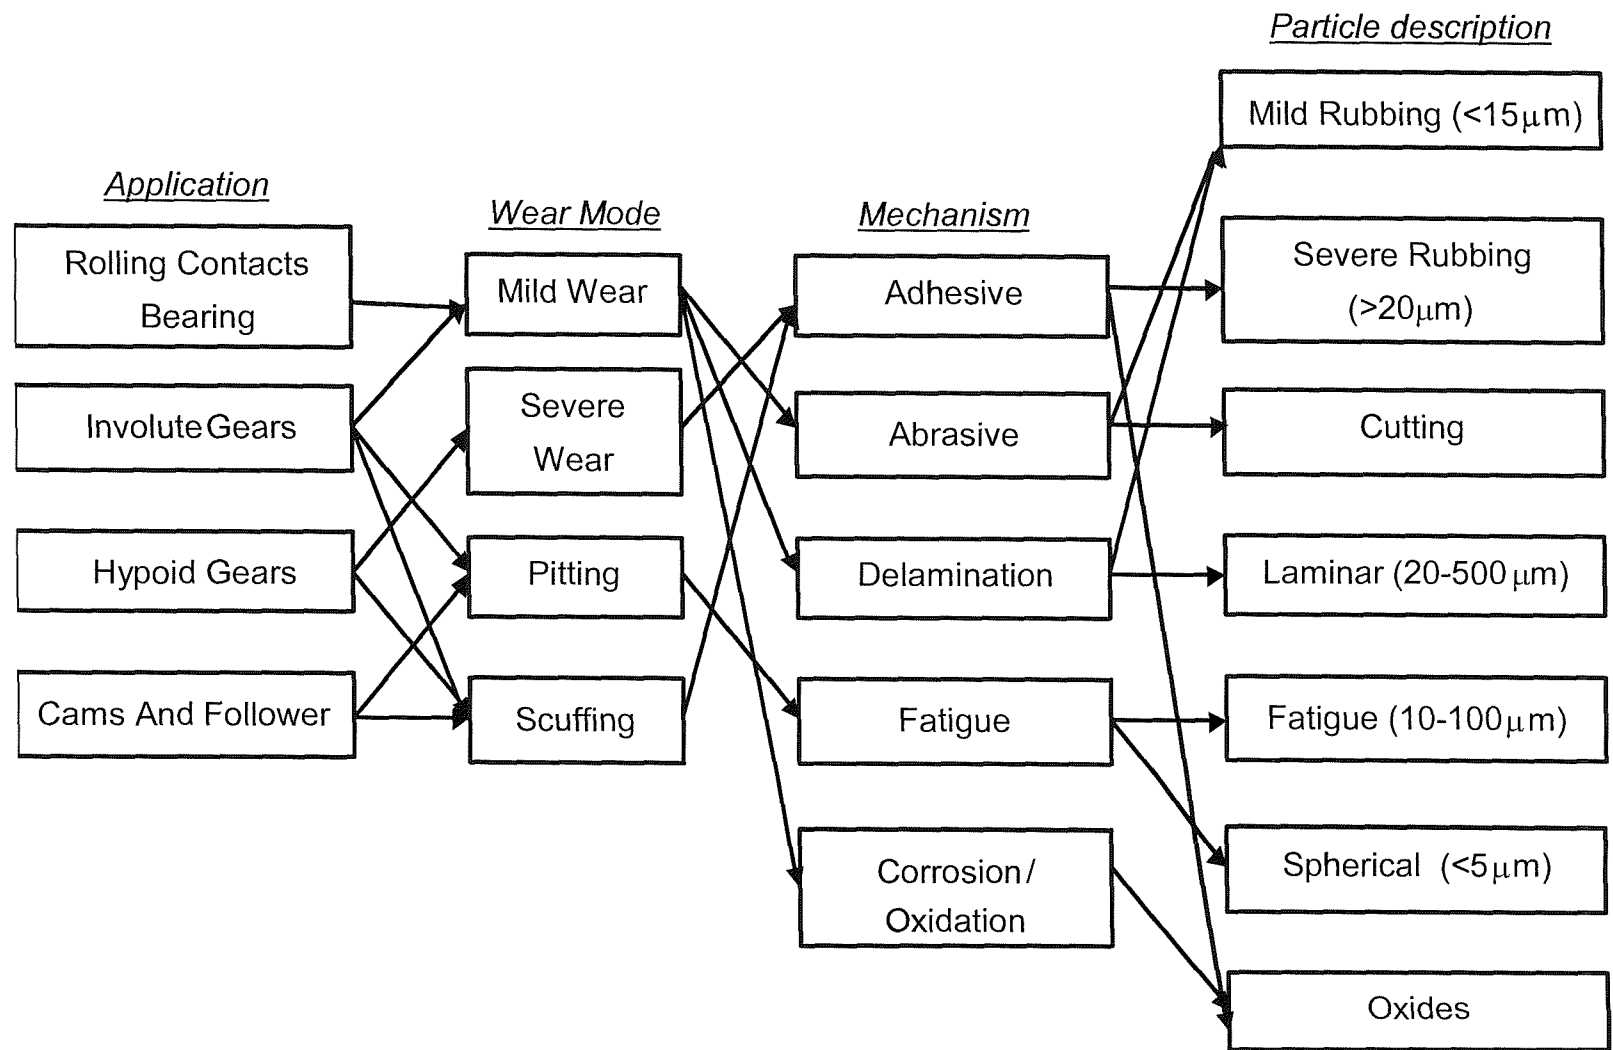 Particle description
Mild Rubbing (<15μm)
Application
Wear Mode
Mechanism
Rolling Contacts
Bearing
Mild Wear
Adhesive
Severe Rubbing
(>20μm)
Involute Gears
Severe
Wear
Abrasive
Cutting
Hypoid Gears
Pitting
Delamination
Laminar (20-500 μm)
Cams And Follower
Scuffing
Fatigue
Fatigue (10-100μm)
Corrosion/
Oxidation
Spherical (<5μm)
Oxides